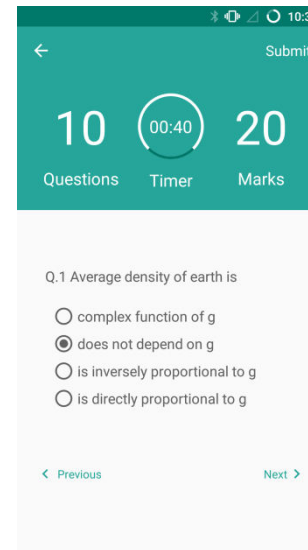 10:3
Submit
10 00:40 20
Questions Timer Marks
Q.1 Average density of earth is
complex function of g
does not depend on g
is inversely proportional to g
is directly proportional to g
Previous Next